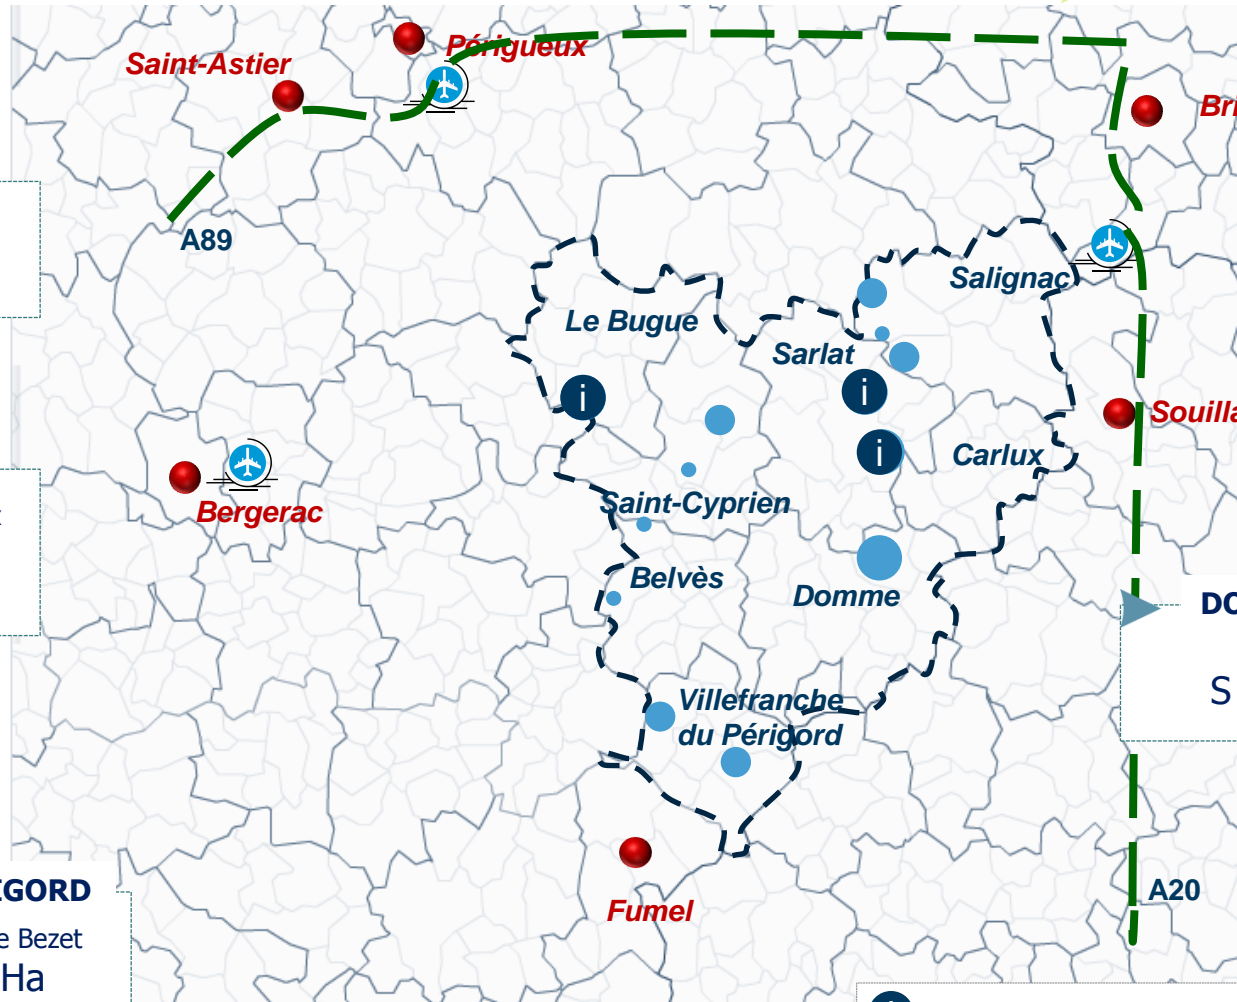 Périgueux
Saint-Astier
Bri
A89
Salignac
Le Bugue
Sarlat
i
Souilla
i
Carlux
Bergerac
Saint-Cyprien
Belvès
Domme
DO
S
Villefranche
du Périgord
A20
IGORD
e Bezet
Ha
Fumel